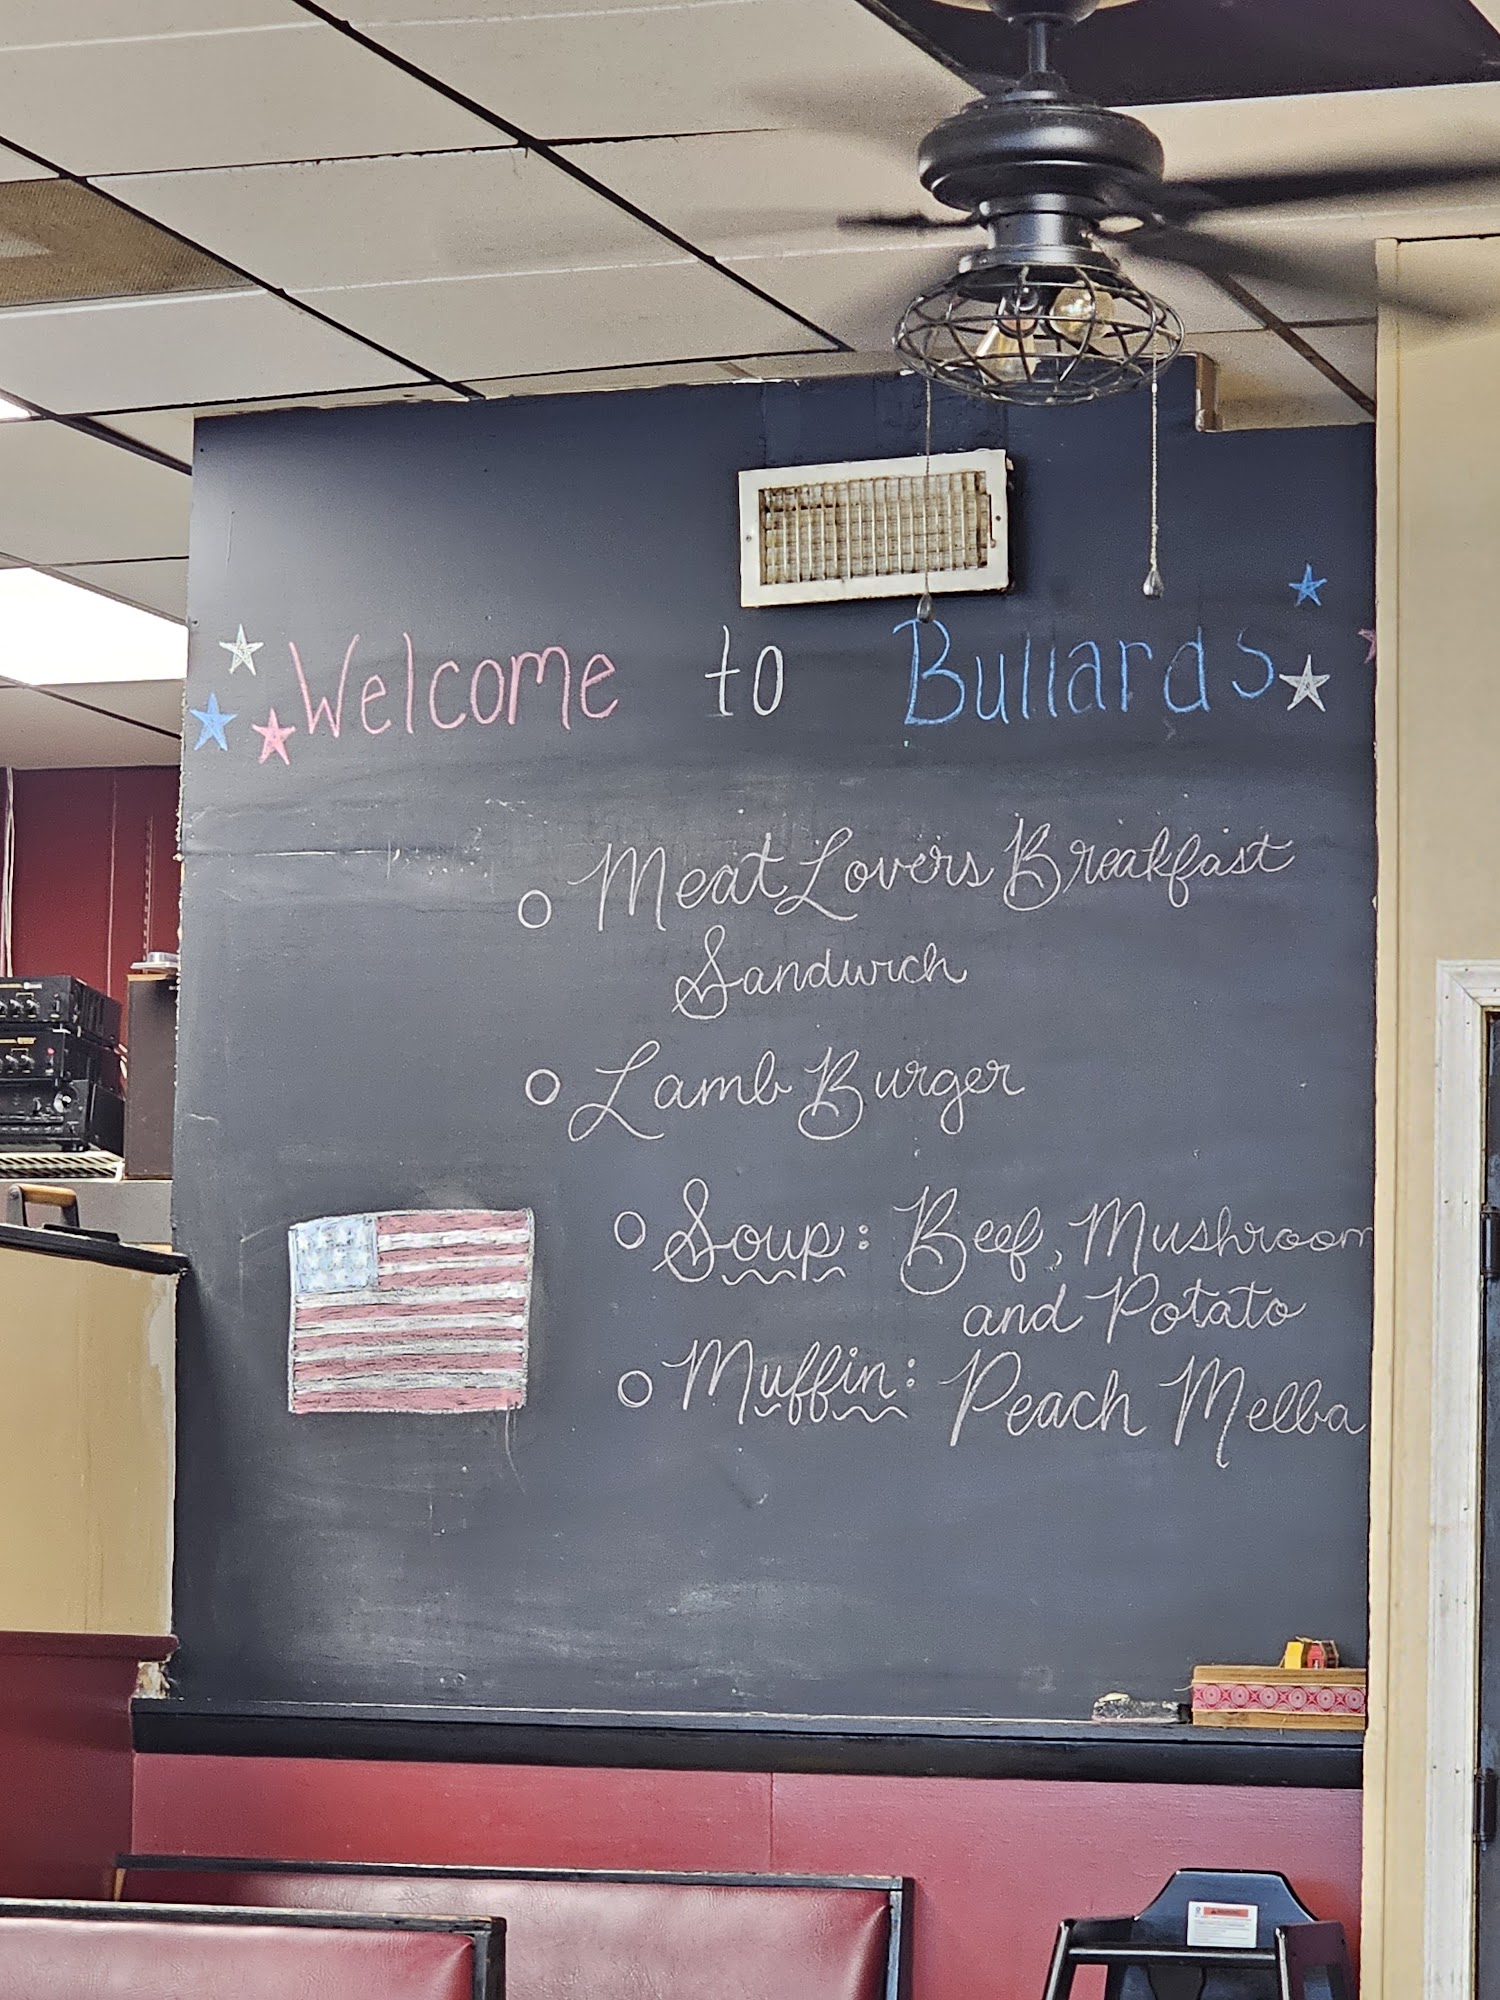 Welcome to Bullards
Meat Lovers Breakfast
Sandwich
Lamb Burger
Soup: Beef, Mushroom
and Potato
Muffin: Peach Melba